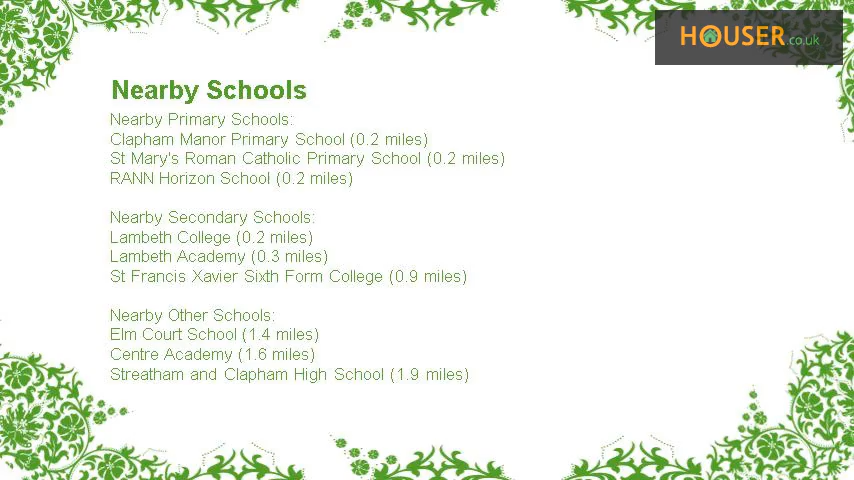 HOUSER.co.uk
Nearby Schools
Nearby Primary Schools:
Clapham Manor Primary School (0.2 miles)
St Mary's Roman Catholic Primary School (0.2 miles)
RANN Horizon School (0.2 miles)
Nearby Secondary Schools:
Lambeth College (0.2 miles)
Lambeth Academy (0.3 miles)
St Francis Xavier Sixth Form College (0.9 miles)
Nearby Other Schools:
Elm Court School (1.4 miles)
Centre Academy (1.6 miles)
Streatham and Clapham High School (1.9 miles)